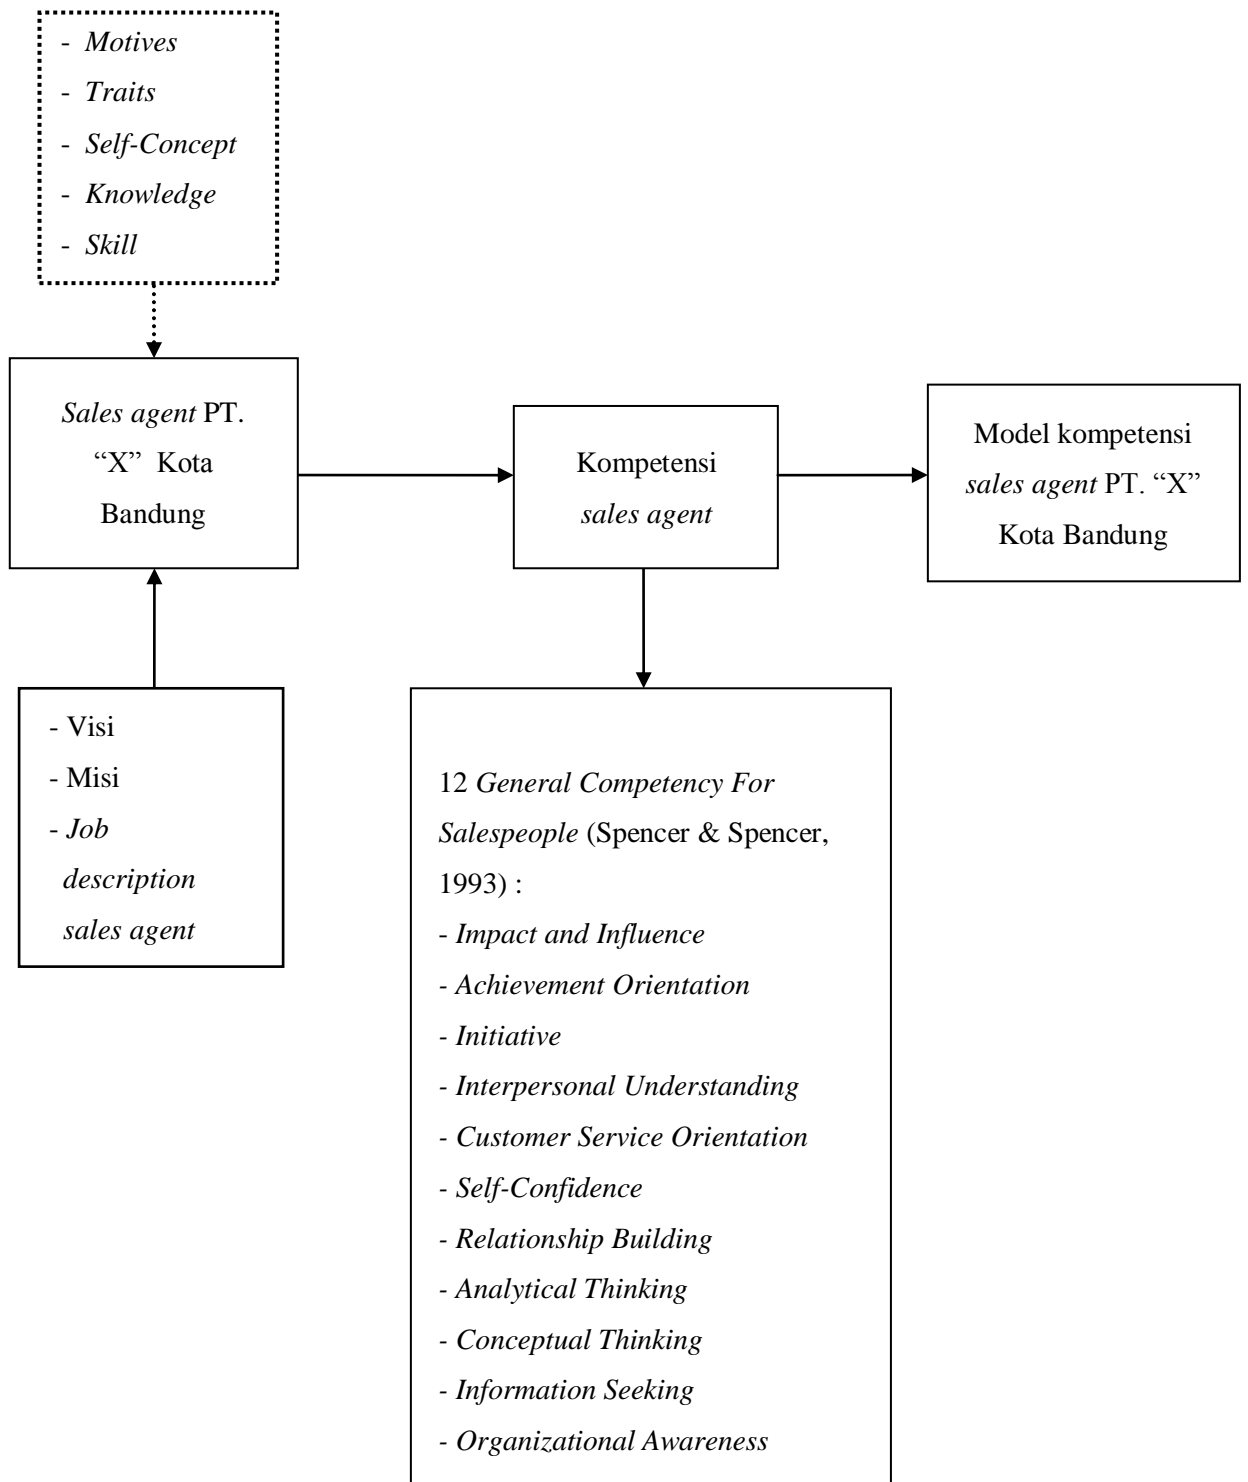 - Motives
- Traits
- Self-Concept
- Knowledge
- Skill
Sales agent PT.
“X” Kota
Bandung
Kompetensi
sales agent
Model kompetensi
sales agent PT. “X”
Kota Bandung
- Visi
- Misi
- Job
description
sales agent
12 General Competency For
Salespeople (Spencer & Spencer,
1993) :
- Impact and Influence
- Achievement Orientation
- Initiative
- Interpersonal Understanding
- Customer Service Orientation
- Self-Confidence
- Relationship Building
- Analytical Thinking
- Conceptual Thinking
- Information Seeking
- Organizational Awareness